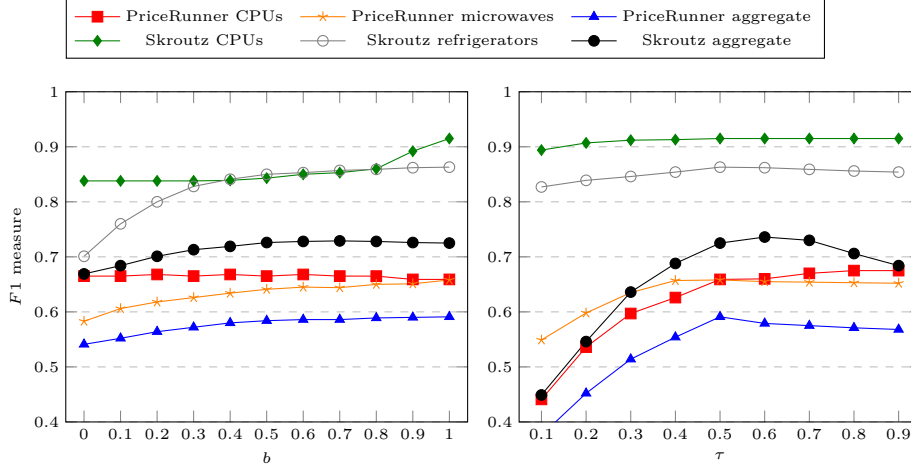 PriceRunner CPUs PriceRunner microwaves PriceRunner aggregate
Skroutz CPUs Skroutz refrigerators Skroutz aggregate
1
0.9
0.8
0.7
0.6
0.5
0.4
F1 measure
0 0.1 0.2 0.3 0.4 0.5 0.6 0.7 0.8 0.9 1
b
1
0.9
0.8
0.7
0.6
0.5
0.4
0.1 0.2 0.3 0.4 0.5 0.6 0.7 0.8 0.9
τ